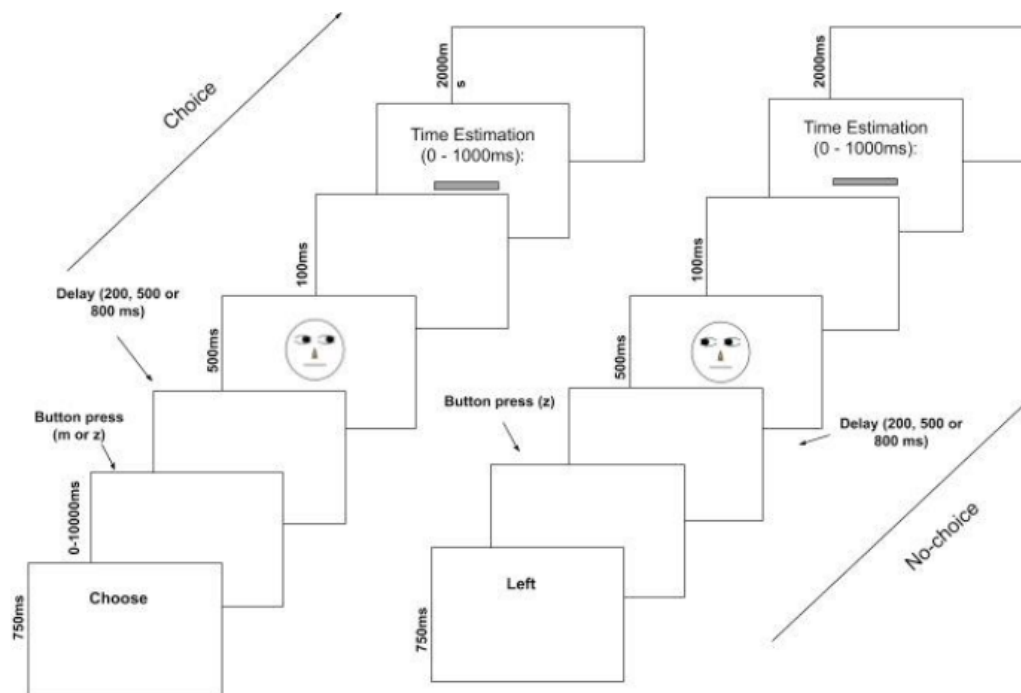 Choice
2000m
s
Time Estimation
(0 - 1000ms):
100ms
Delay (200, 500 or
800 ms)
500ms
Button press
(m or z)
0-10000ms
Choose
750ms
2000ms
Time Estimation
(0 - 1000ms):
100ms
500ms
Button press (z)
Delay (200, 500 or
800 ms)
No-choice
Left
750ms